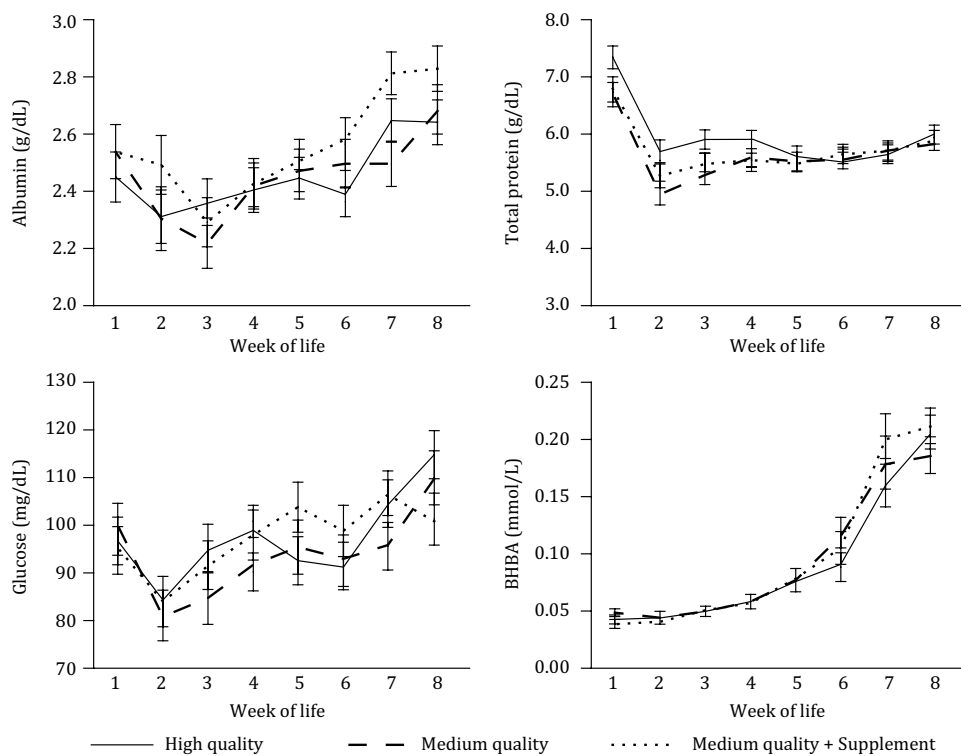 Albumin (g/dL)
3.0
2.8
2.6
2.4
2.2
2.0
1 2 3 4 5 6 7 8
Week of life
Total protein (g/dL)
8.0
7.0
6.0
5.0
4.0
3.0
1 2 3 4 5 6 7 8
Week of life
Glucose (mg/dL)
130
120
110
100
90
80
70
1 2 3 4 5 6 7 8
Week of life
BHBA (mmol/L)
0.25
0.20
0.15
0.10
0.05
0.00
1 2 3 4 5 6 7 8
Week of life
High quality Medium quality Medium quality + Supplement